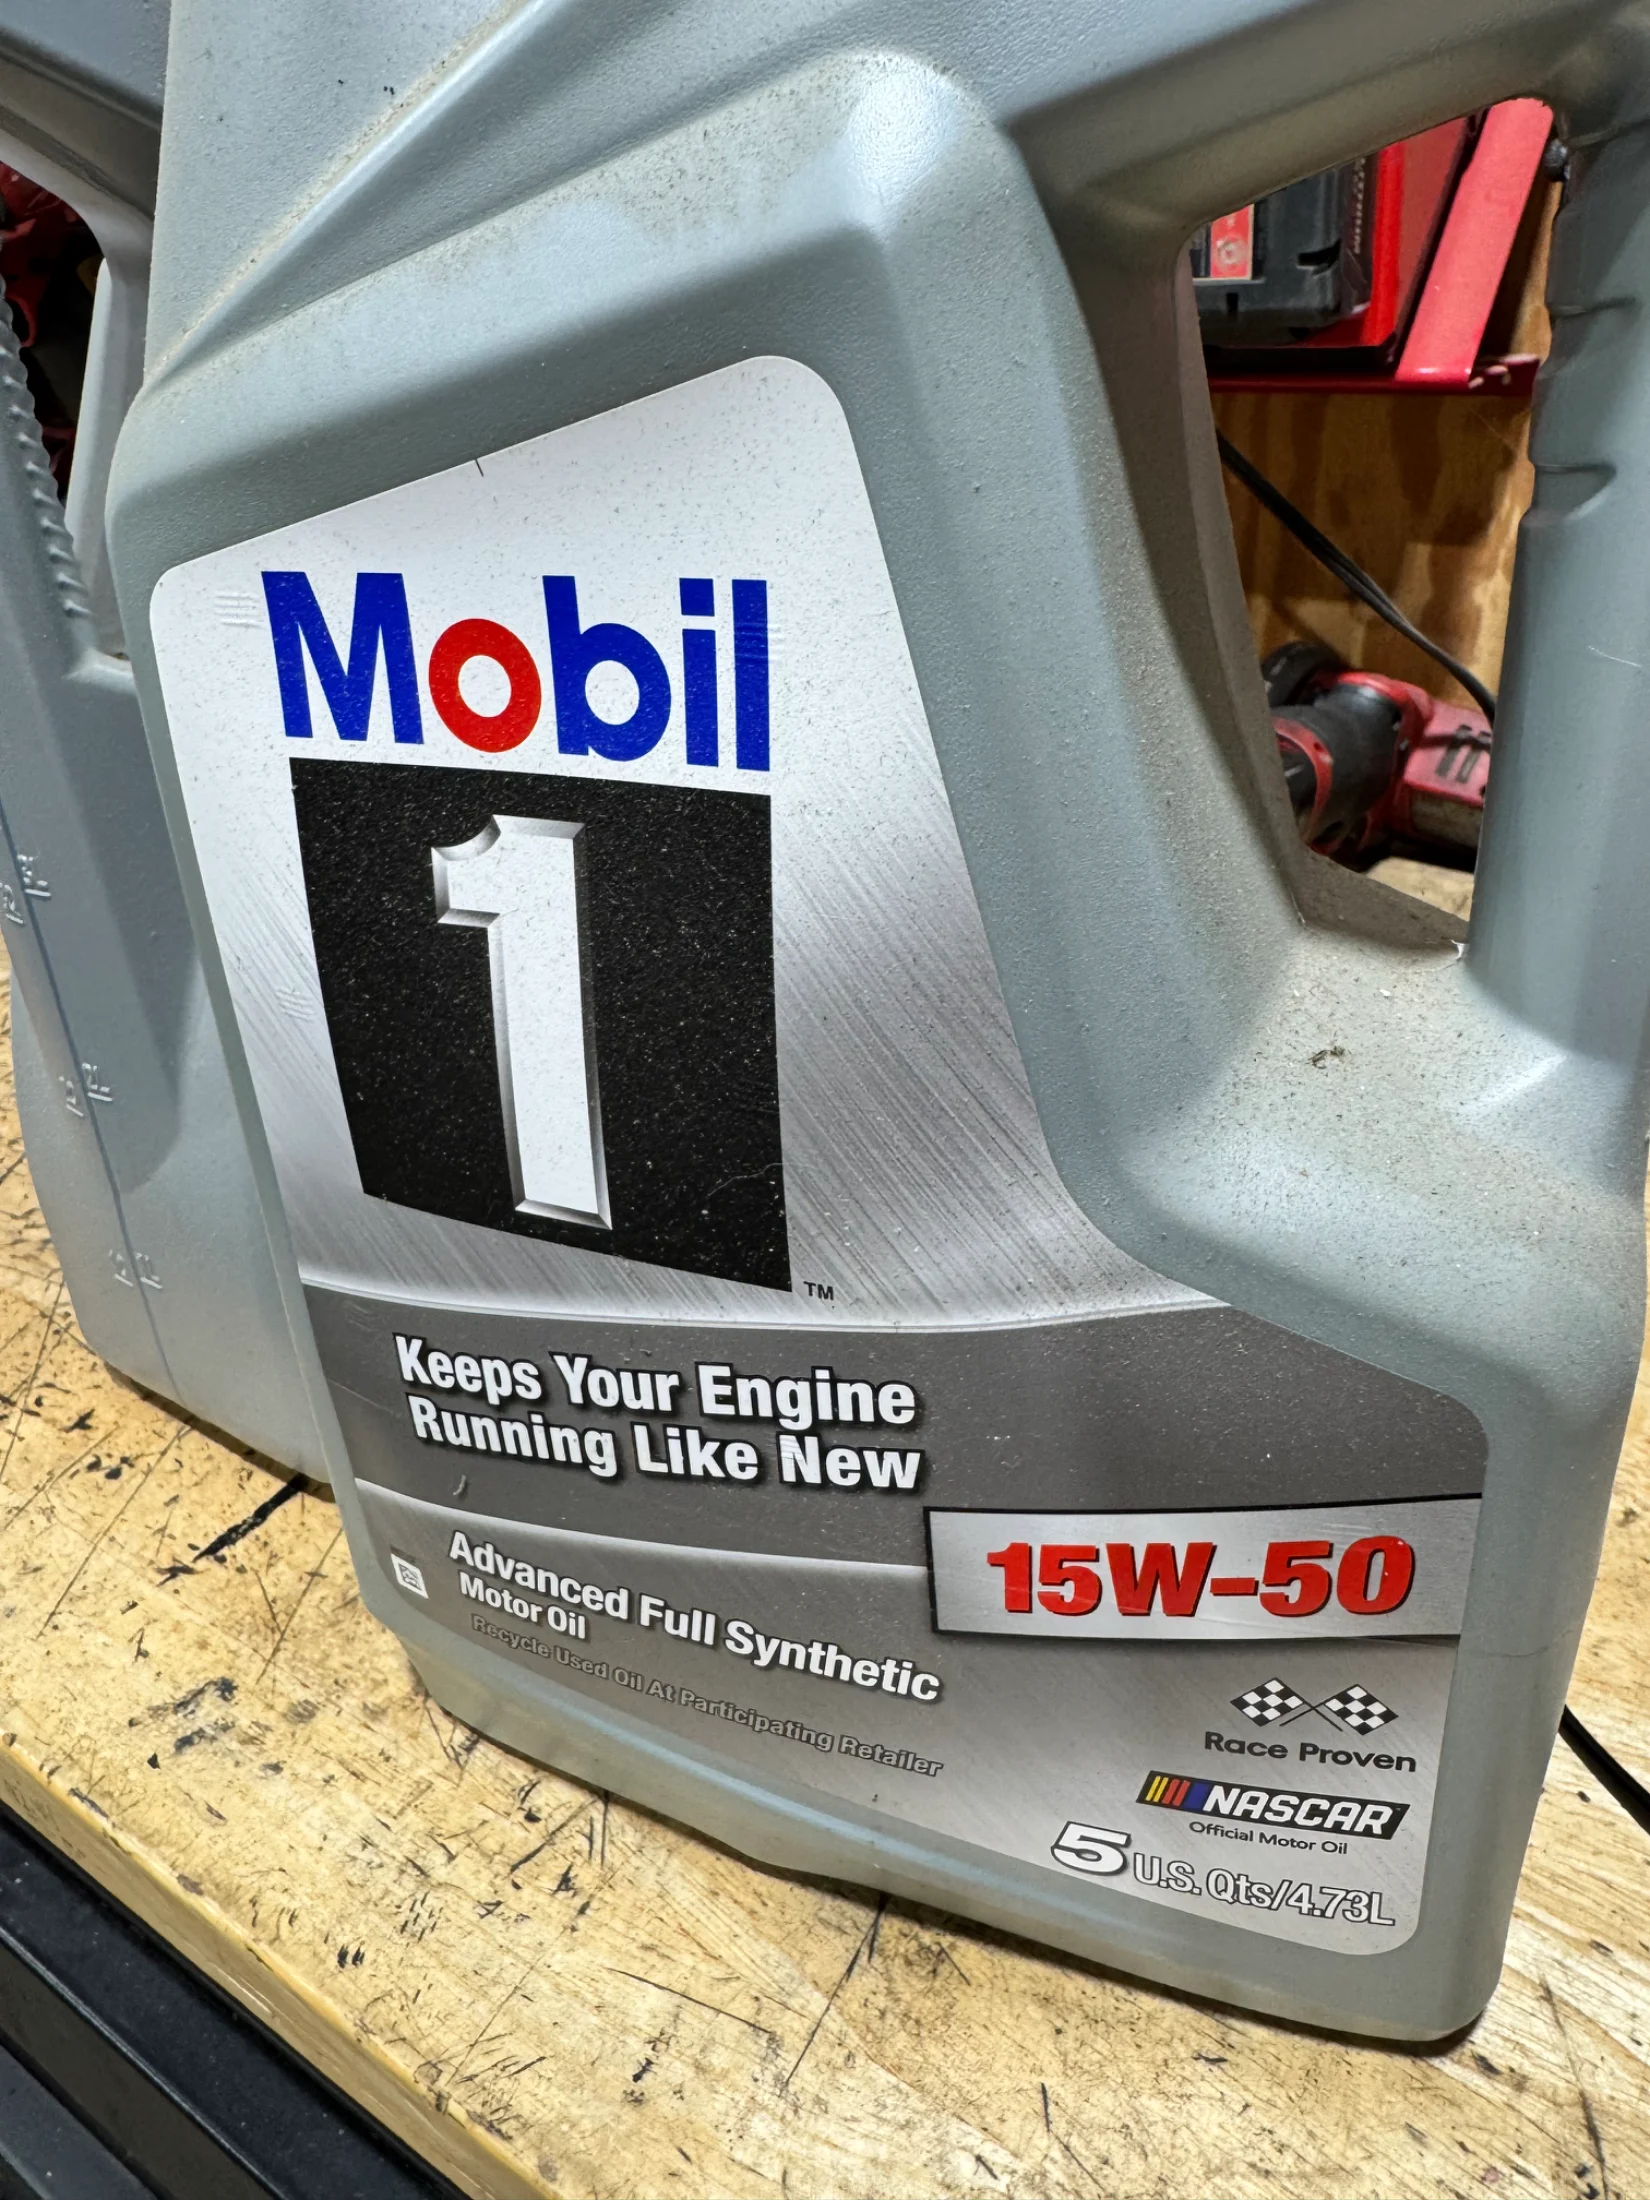 Mobil
1
TM
Keeps Your Engine
Running Like New
15W-50
Advanced Full Synthetic
Motor Oil
Recycle Used Oil At Participating Retailer
Race Proven
NASCAR
Official Motor Oil
5 U.S. Qts/4.73L